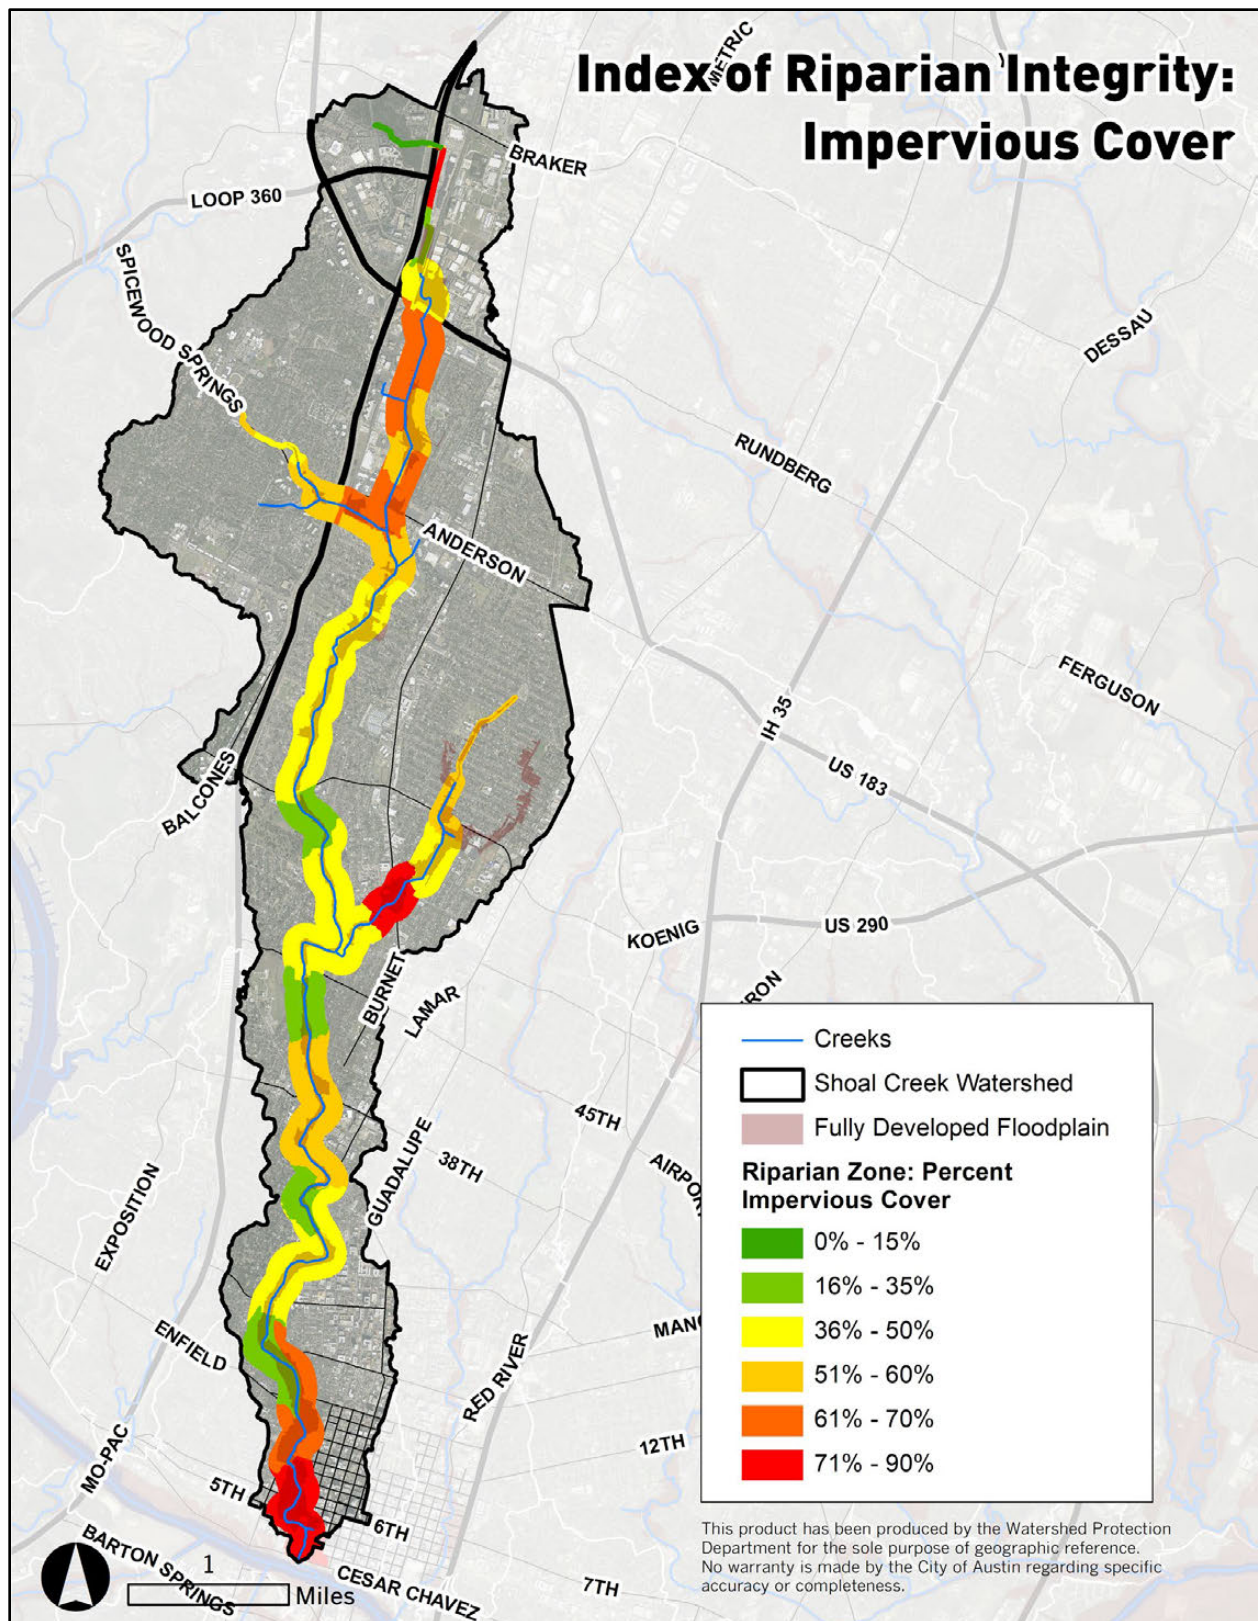 Index of Riparian Integrity:
Impervious Cover
METRIC
BRAKER
LOOP 360
SPICEWOOD SPRINGS
DESSAU
RUNDBERG
ANDERSON
FERGUSON
IH 35
US 183
BALCONES
KOENIG
US 290
BURNET
LAMAR
45TH
38TH
GUADALUPE
EXPOSITION
ENFIELD
RED RIVER
12TH
MO-PAC
5TH
6TH
BARTON SPRINGS
CESAR CHAVEZ
7TH
1
Miles
Creeks
Shoal Creek Watershed
Fully Developed Floodplain
Riparian Zone: Percent
Impervious Cover
0% - 15%
16% - 35%
36% - 50%
51% - 60%
61% - 70%
71% - 90%
This product has been produced by the Watershed Protection
Department for the sole purpose of geographic reference.
No warranty is made by the City of Austin regarding specific
accuracy or completeness.